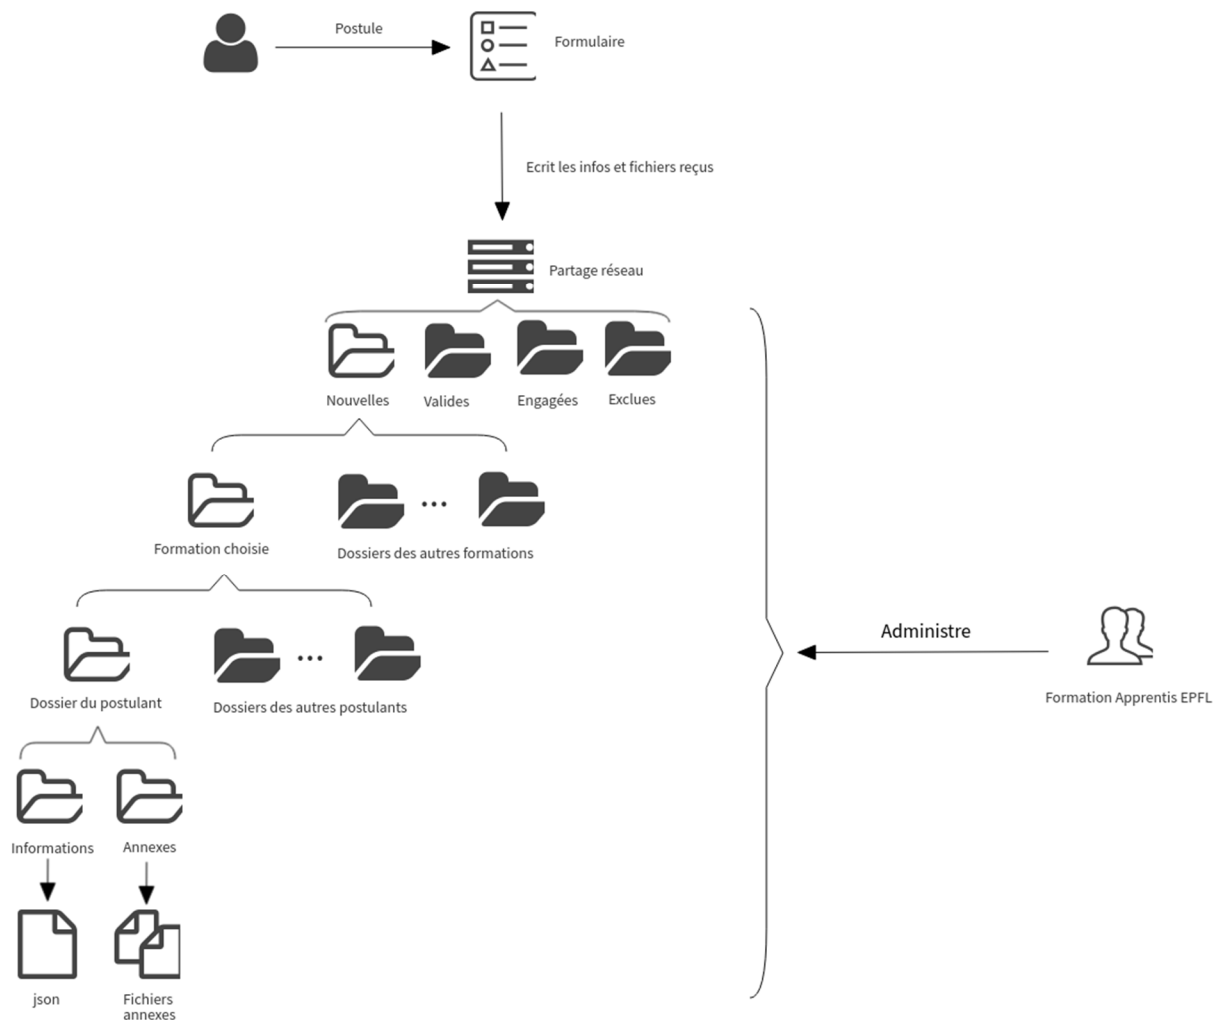 Postule
Formulaire
Ecrit les infos et fichiers reçus
Partage réseau
Nouvelles
Valides
Engagées
Exclues
Formation choisie
Dossiers des autres formations
Administre
Formation Apprentis EPFL
Dossier du postulant
Dossiers des autres postulants
Informations
Annexes
json
Fichiers
annexes